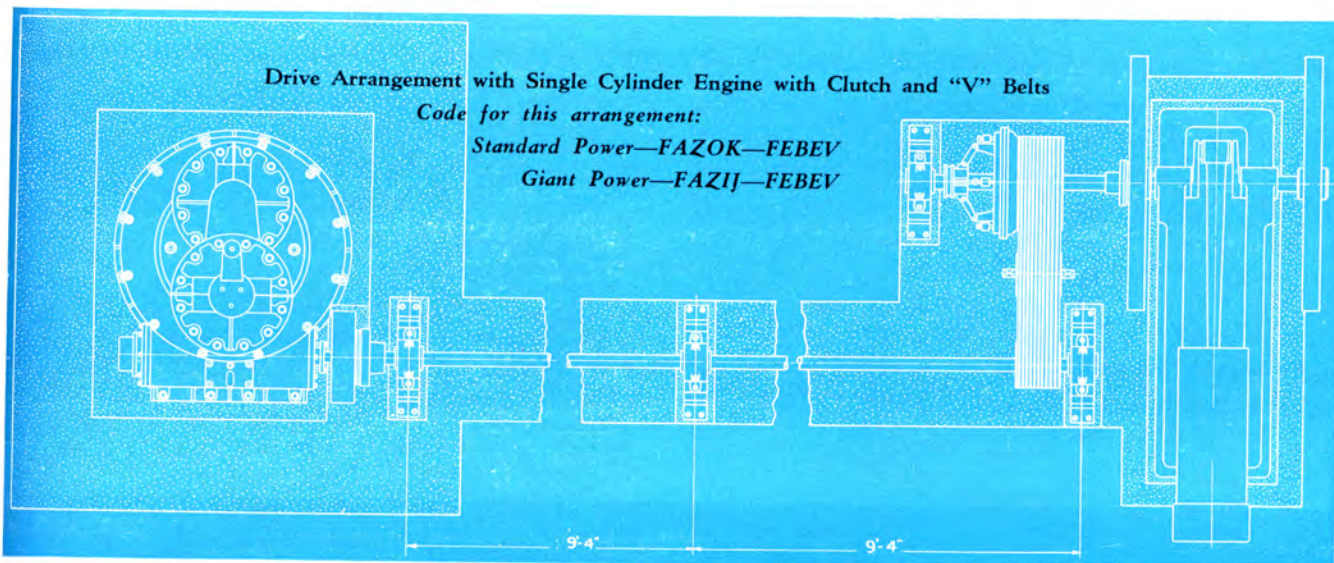 Drive Arrangement with Single Cylinder Engine with Clutch and “V” Belts
Code for this arrangement:
Standard Power—FAZOK—FEBEV
Giant Power—FAZIJ—FEBEV
9'-4"
9'-4"